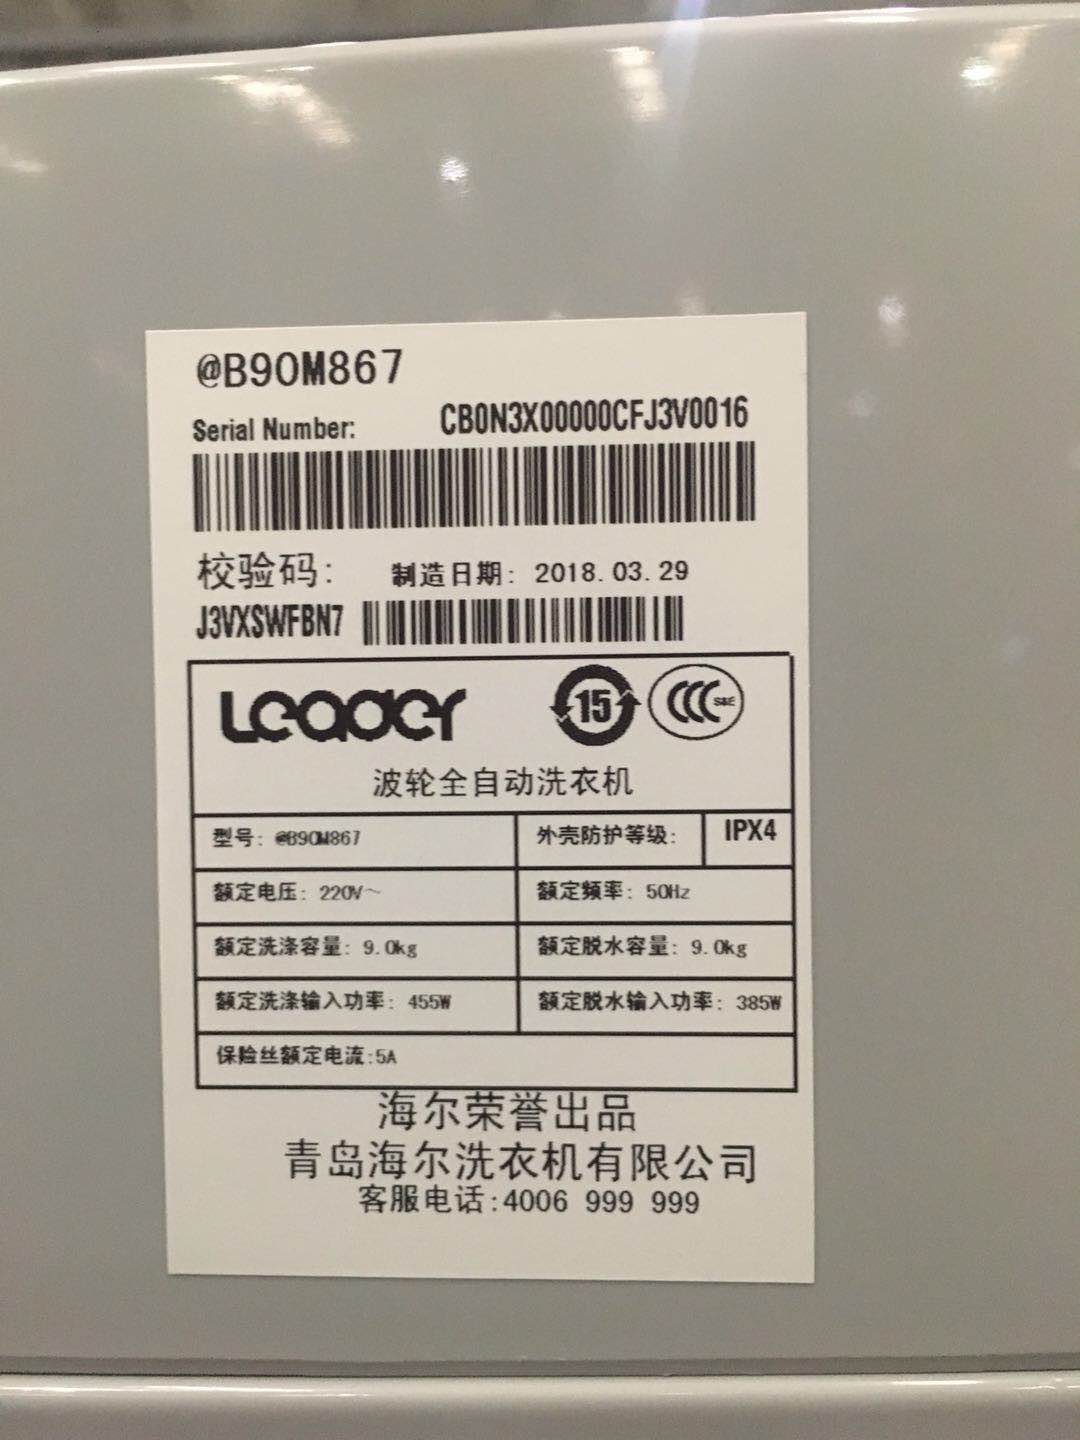 @B90M867
Serial Number: CB0N3X00000CFJ3V0016
校验码: 制造日期: 2018.03.29
J3VXSWFBN7
Leader 15 CCC S&E
波轮全自动洗衣机
型号: @B90M867 外壳防护等级: IPX4
额定电压: 220V~ 额定频率: 50Hz
额定洗涤容量: 9.0kg 额定脱水容量: 9.0kg
额定洗涤输入功率: 455W 额定脱水输入功率: 385W
保险丝额定电流:5A
海尔荣誉出品
青岛海尔洗衣机有限公司
客服电话:4006 999 999